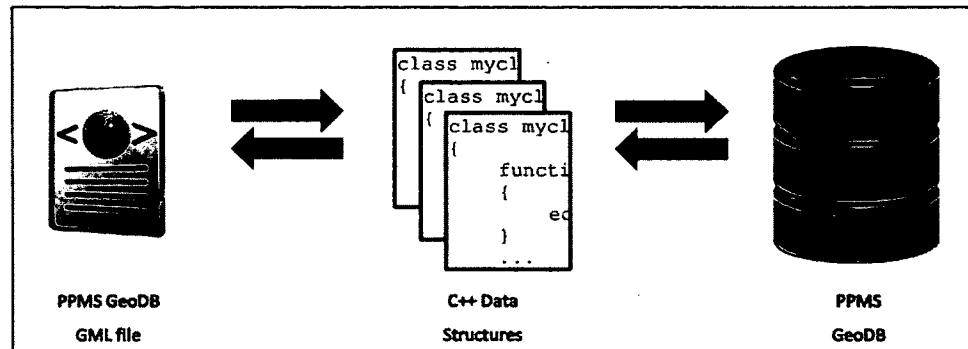 class mycl
{
class mycl
{
class mycl
{
functi
{
ec
}
...
< >
PPMS GeoDB
GML file
C++ Data
Structures
PPMS
GeoDB